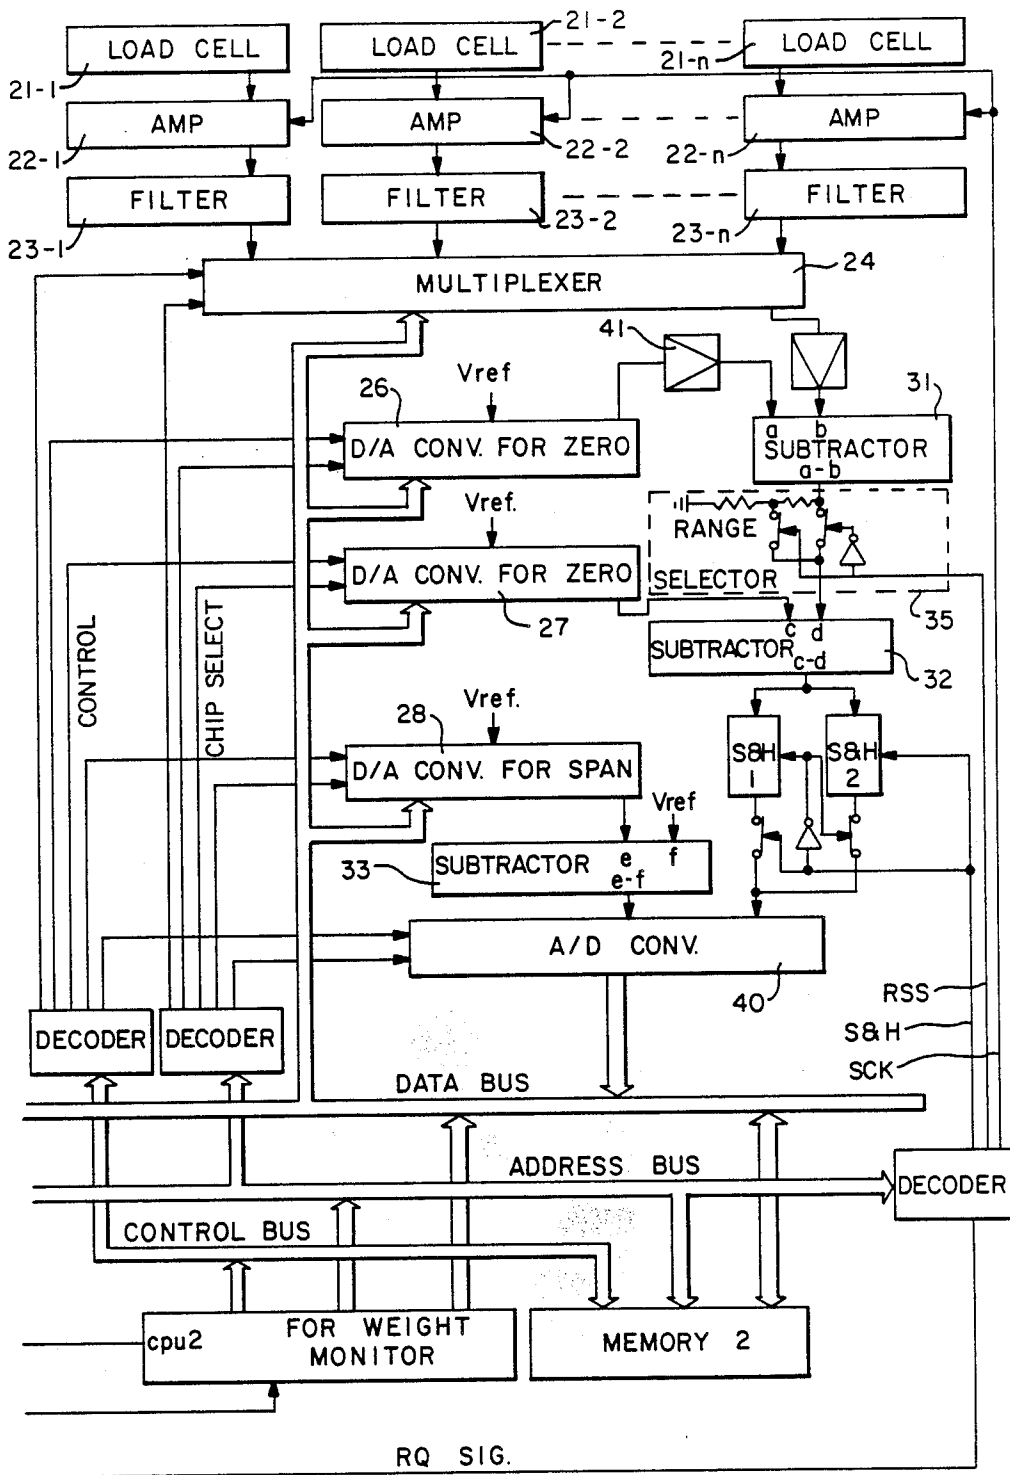 21-2
LOAD CELL
LOAD CELL
LOAD CELL
21-1
21-n
AMP
AMP
AMP
22-1
22-2
22-n
FILTER
FILTER
FILTER
23-1
23-2
23-n
24
MULTIPLEXER
41
Vref
26
31
D/A CONV. FOR ZERO
a b
SUBTRACTOR
a-b
Vref.
RANGE
D/A CONV. FOR ZERO
SELECTOR
27
35
c d
SUBTRACTOR
c-d
32
CONTROL
CHIP SELECT
Vref.
28
D/A CONV. FOR SPAN
S&H
1
S&H
2
Vref
33
SUBTRACTOR e f
e-f
A/D CONV.
40
RSS
S&H
SCK
DECODER
DECODER
DATA BUS
ADDRESS BUS
DECODER
CONTROL BUS
cpu2
FOR WEIGHT
MONITOR
MEMORY 2
RQ SIG.